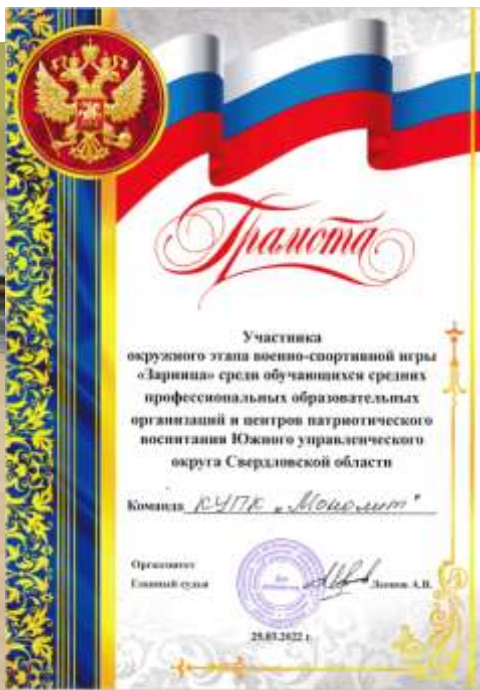 Грамота
Участника
окружного этапа военно-спортивной игры
«Зарница» среди обучающихся средних
профессиональных образовательных
организаций и центров патриотического
воспитания Южного управленческого
округа Свердловской области
Команда КУПК „Монолит"
Оргкомитет
Главный судья
А.В.
25.03.2022 г.